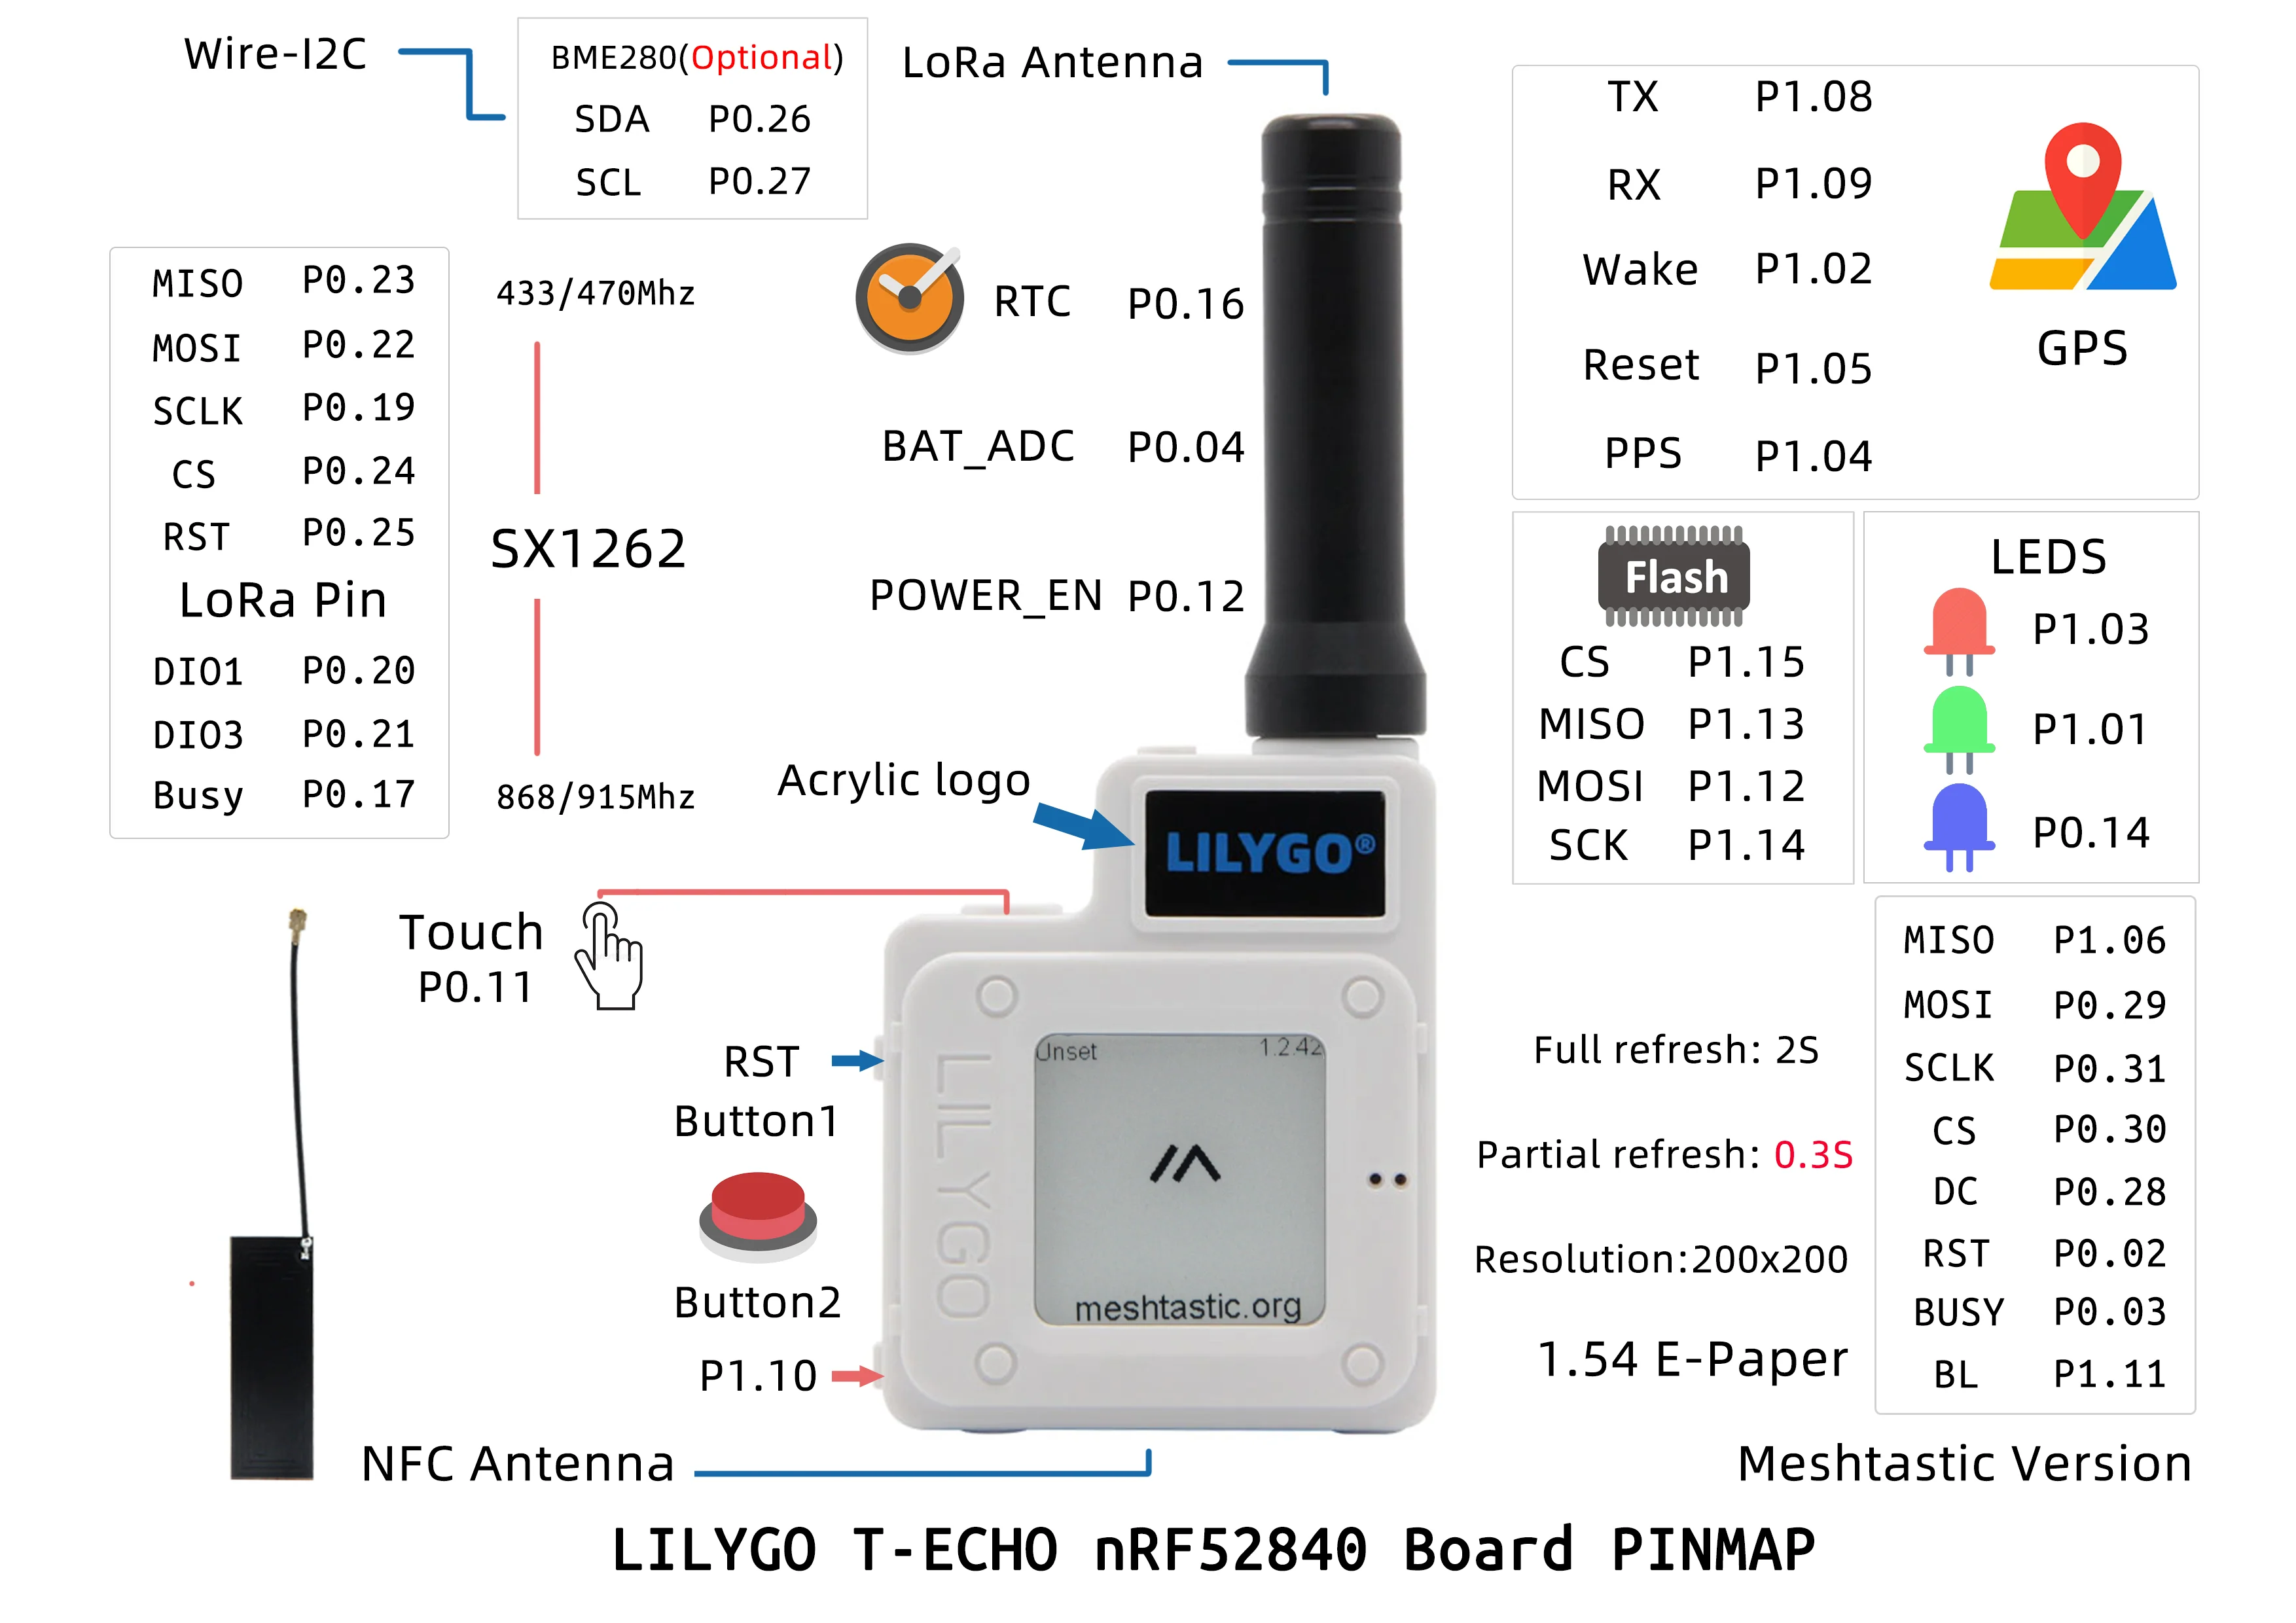 Wire-I2C
BME280(Optional)
SDA P0.26
SCL P0.27
LoRa Antenna
MISO P0.23
MOSI P0.22
SCLK P0.19
CS P0.24
RST P0.25
LoRa Pin
DIO1 P0.20
DIO3 P0.21
Busy P0.17
433/470Mhz
SX1262
868/915Mhz
RTC P0.16
BAT_ADC P0.04
POWER_EN P0.12
TX P1.08
RX P1.09
Wake P1.02
Reset P1.05
PPS P1.04
GPS
Flash
CS P1.15
MISO P1.13
MOSI P1.12
SCK P1.14
LEDS
P1.03
P1.01
P0.14
Acrylic logo
LILYGO®
Touch
P0.11
RST
Button1
Button2
P1.10
LILYGO
Unset 1.2.42
meshtastic.org
NFC Antenna
Full refresh: 2S
Partial refresh: 0.3S
Resolution:200x200
1.54 E-Paper
MISO P1.06
MOSI P0.29
SCLK P0.31
CS P0.30
DC P0.28
RST P0.02
BUSY P0.03
BL P1.11
Meshtastic Version
LILYGO T-ECHO nRF52840 Board PINMAP